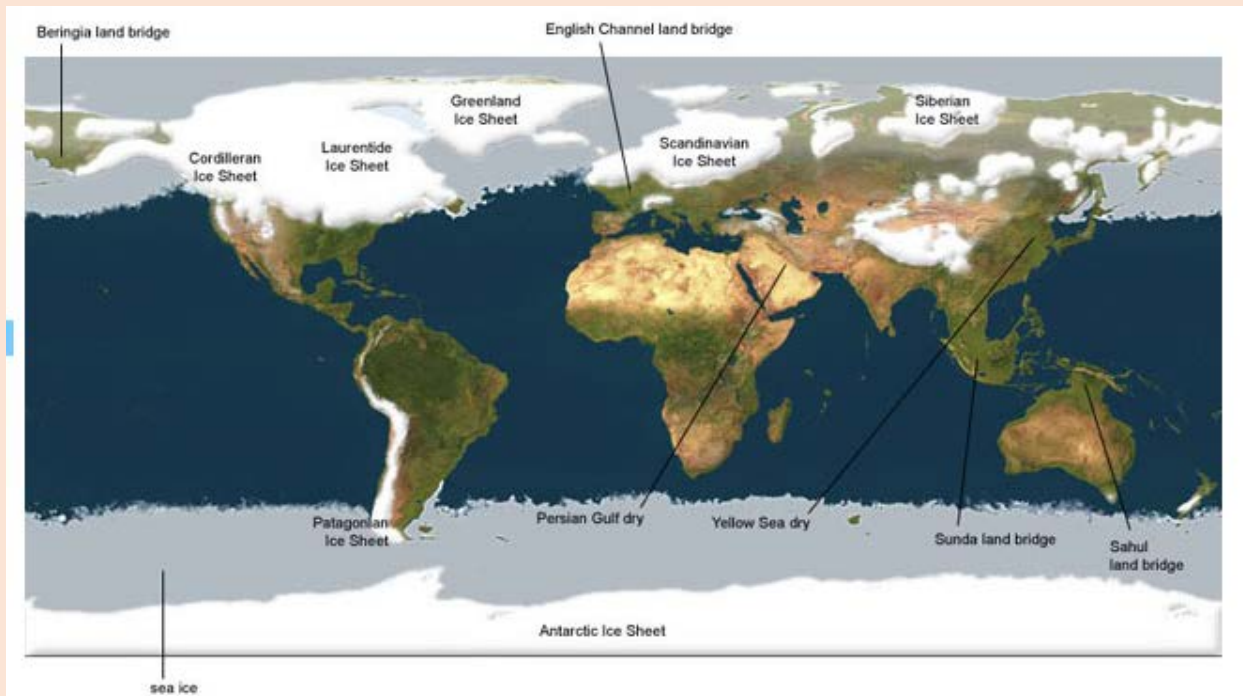 Beringia land bridge
English Channel land bridge
Greenland
Ice Sheet
Siberian
Ice Sheet
Laurentide
Ice Sheet
Scandinavian
Ice Sheet
Cordilleran
Ice Sheet
Patagonian
Ice Sheet
Persian Gulf dry
Yellow Sea dry
Sunda land bridge
Sahul
land bridge
Antarctic Ice Sheet
sea ice